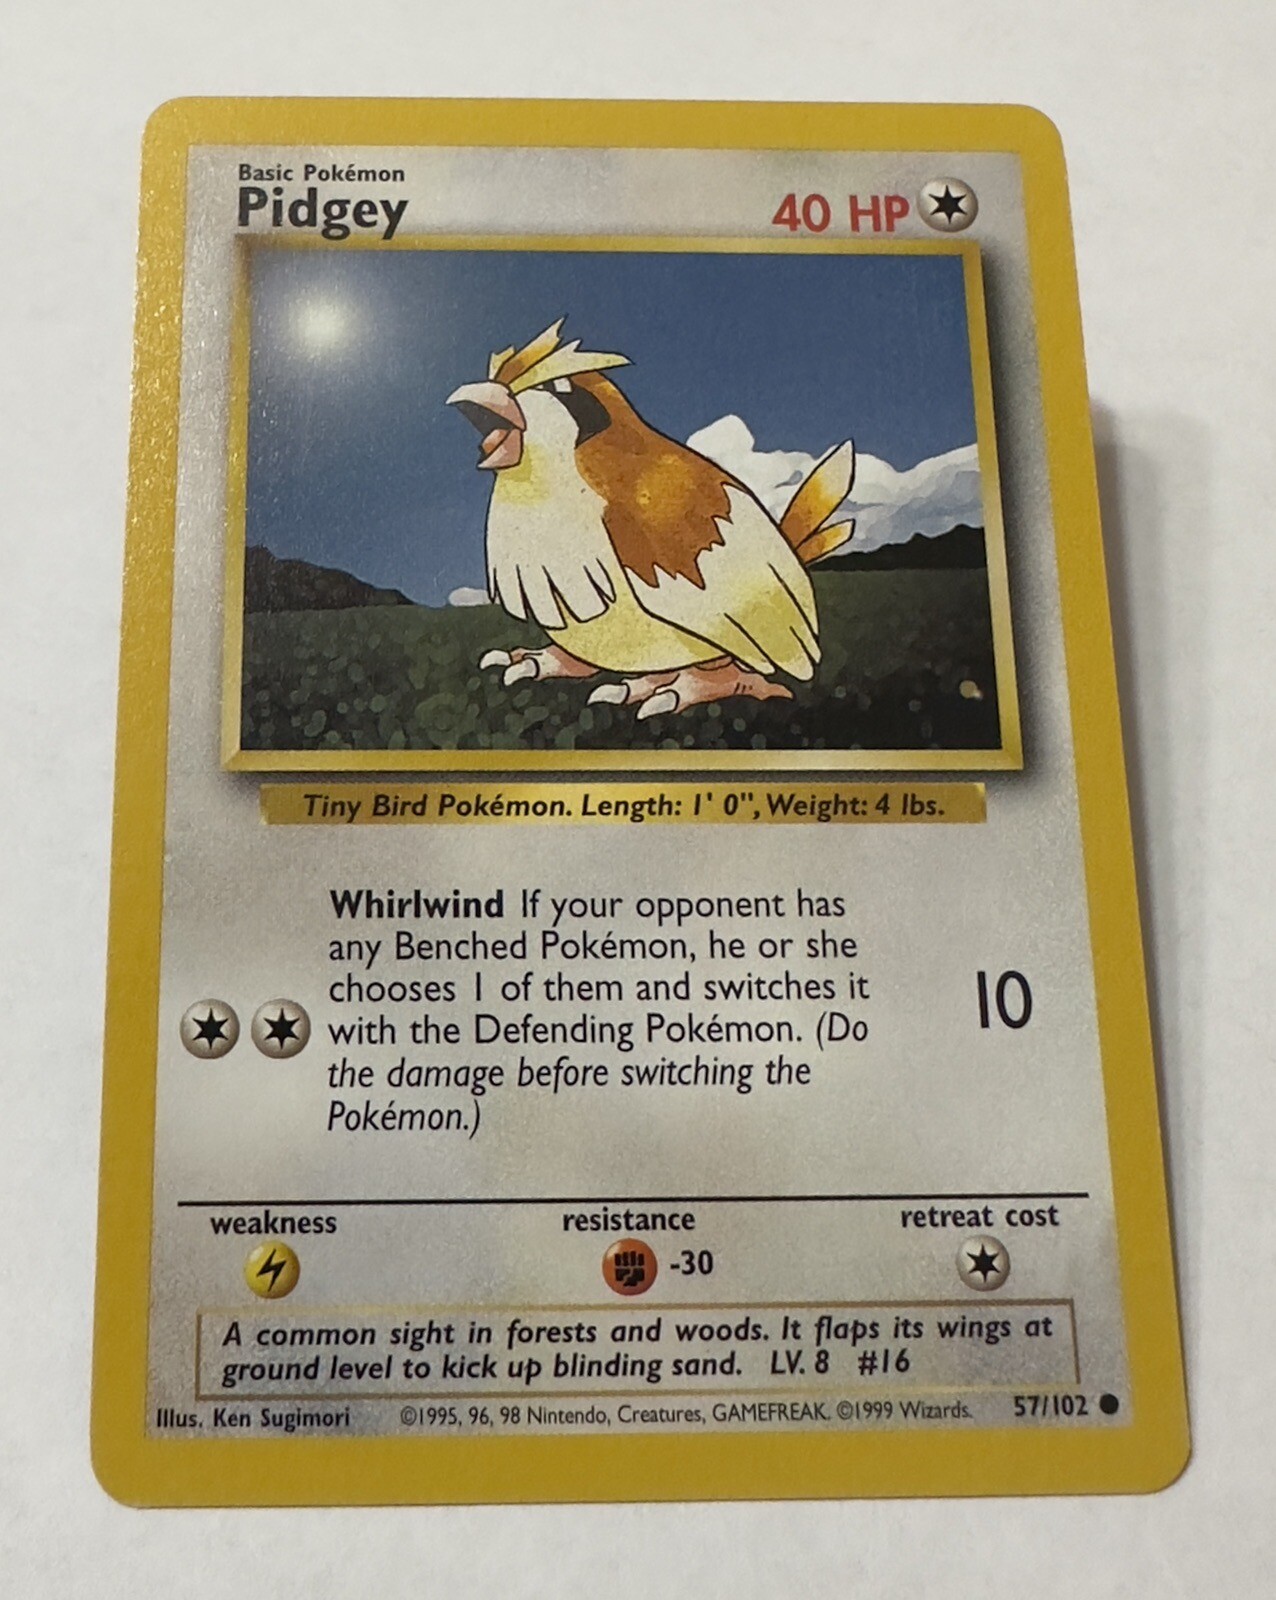 Basic Pokémon
Pidgey
40 HP
Tiny Bird Pokémon. Length: 1' 0", Weight: 4 lbs.
Whirlwind If your opponent has
any Benched Pokémon, he or she
chooses 1 of them and switches it
with the Defending Pokémon. (Do
the damage before switching the
Pokémon.)
10
weakness resistance retreat cost
-30
A common sight in forests and woods. It flaps its wings at
ground level to kick up blinding sand. LV. 8 #16
Illus. Ken Sugimori ©1995, 96, 98 Nintendo, Creatures, GAMEFREAK. ©1999 Wizards. 57/102